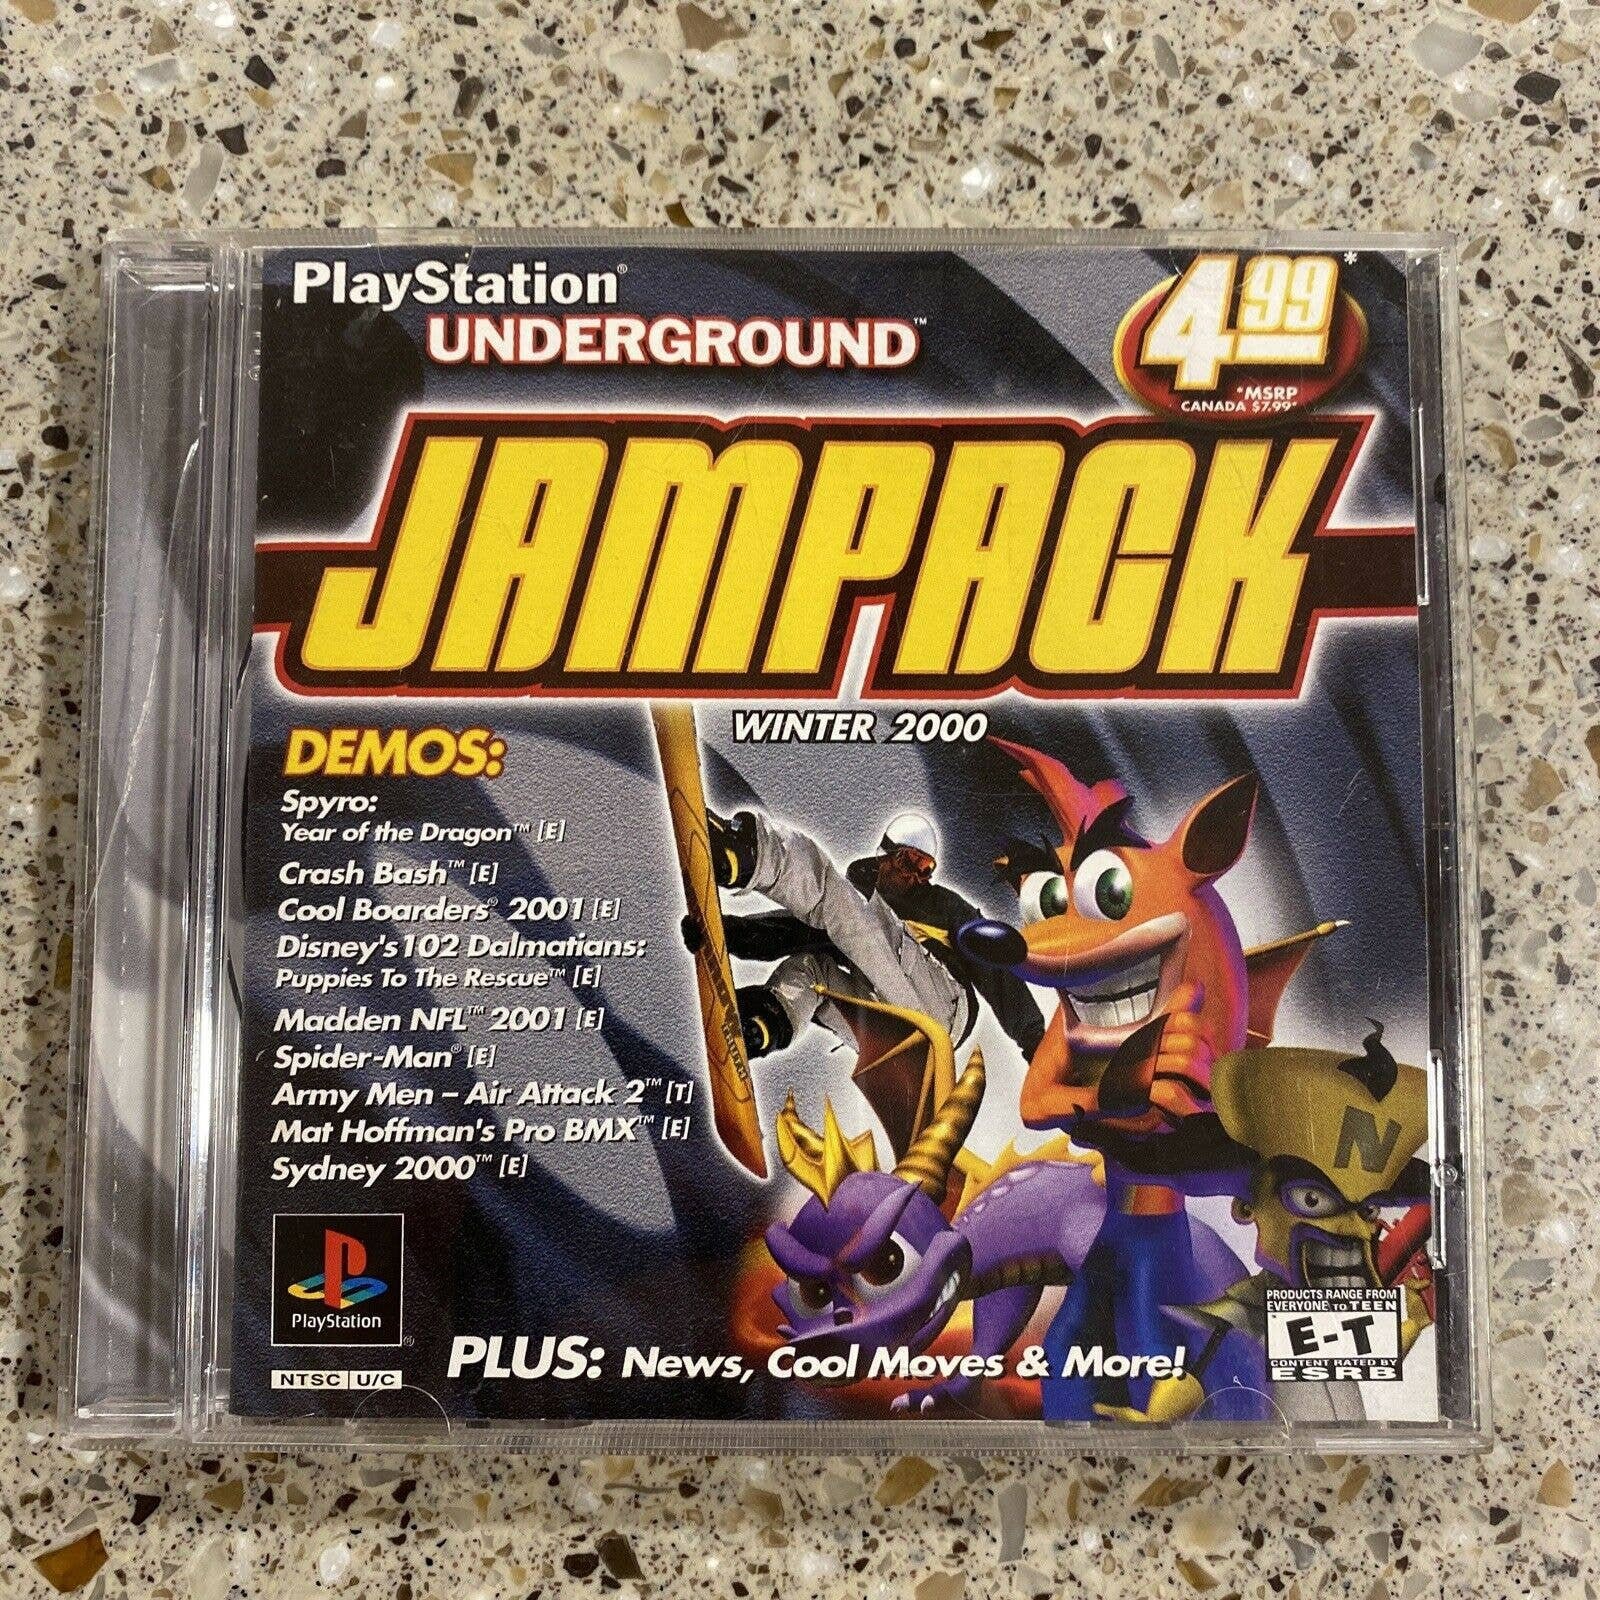 PlayStation®
UNDERGROUND™
4.99*
*MSRP
CANADA $7.99*
JAMPACK
WINTER 2000
DEMOS:
Spyro:
Year of the Dragon™ [E]
Crash Bash™ [E]
Cool Boarders® 2001 [E]
Disney's 102 Dalmatians:
Puppies To The Rescue™ [E]
Madden NFL™ 2001 [E]
Spider-Man® [E]
Army Men – Air Attack 2™ [T]
Mat Hoffman's Pro BMX™ [E]
Sydney 2000™ [E]
N
PlayStation ®
NTSC U/C
PLUS: News, Cool Moves & More!
PRODUCTS RANGE FROM
EVERYONE TO TEEN
E-T
CONTENT RATED BY
ESRB